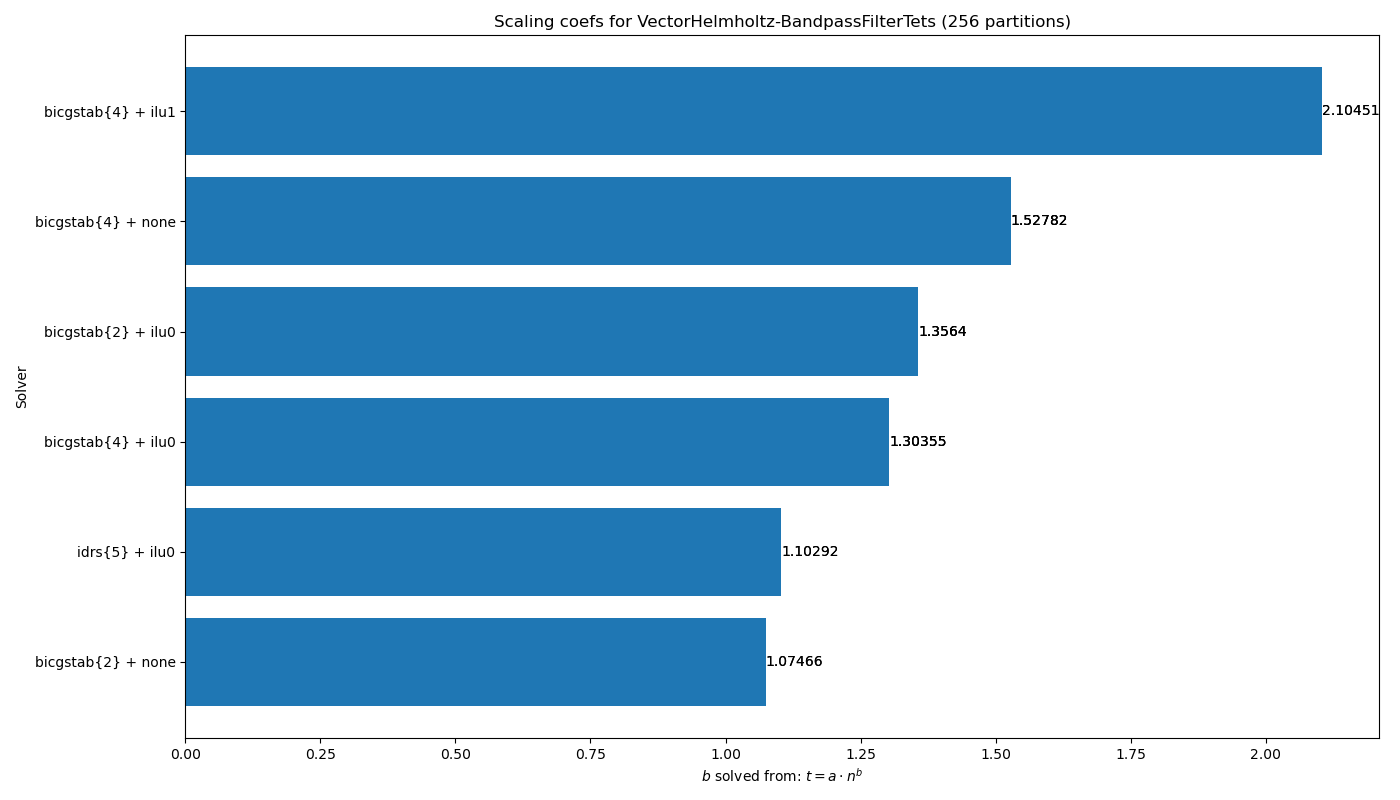 Scaling coefs for VectorHelmholtz-BandpassFilterTets (256 partitions)
Solver
bicgstab{4} + ilu1
2.10451
bicgstab{4} + none
1.52782
bicgstab{2} + ilu0
1.3564
bicgstab{4} + ilu0
1.30355
idrs{5} + ilu0
1.10292
bicgstab{2} + none
1.07466
0.00 0.25 0.50 0.75 1.00 1.25 1.50 1.75 2.00
b solved from: t = a · n^b